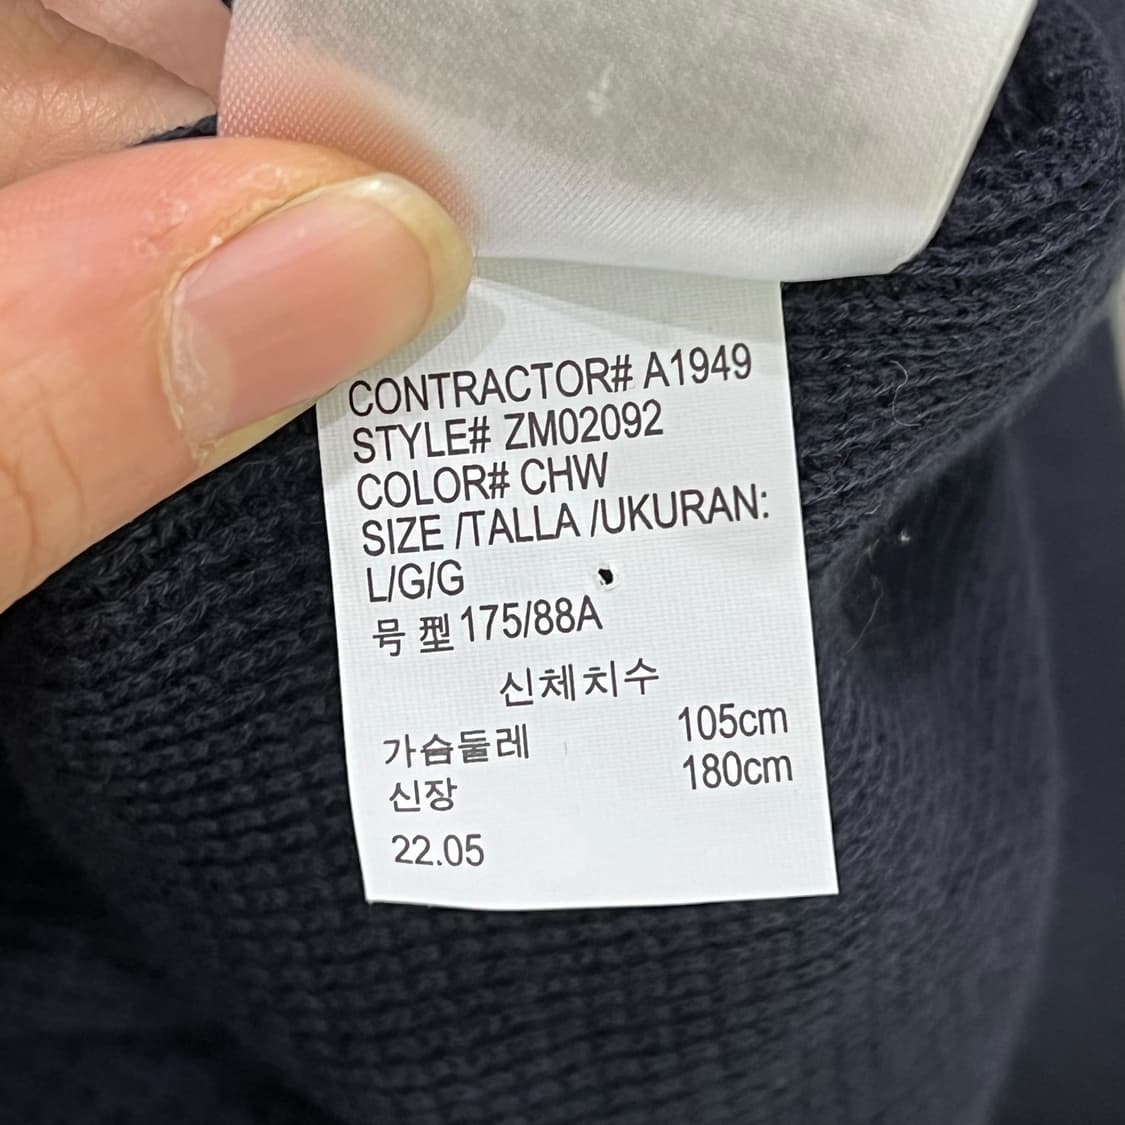 CONTRACTOR# A1949
STYLE# ZM02092
COLOR# CHW
SIZE /TALLA /UKURAN:
L/G/G
号型 175/88A
신체치수
가슴둘레 105cm
신장 180cm
22.05